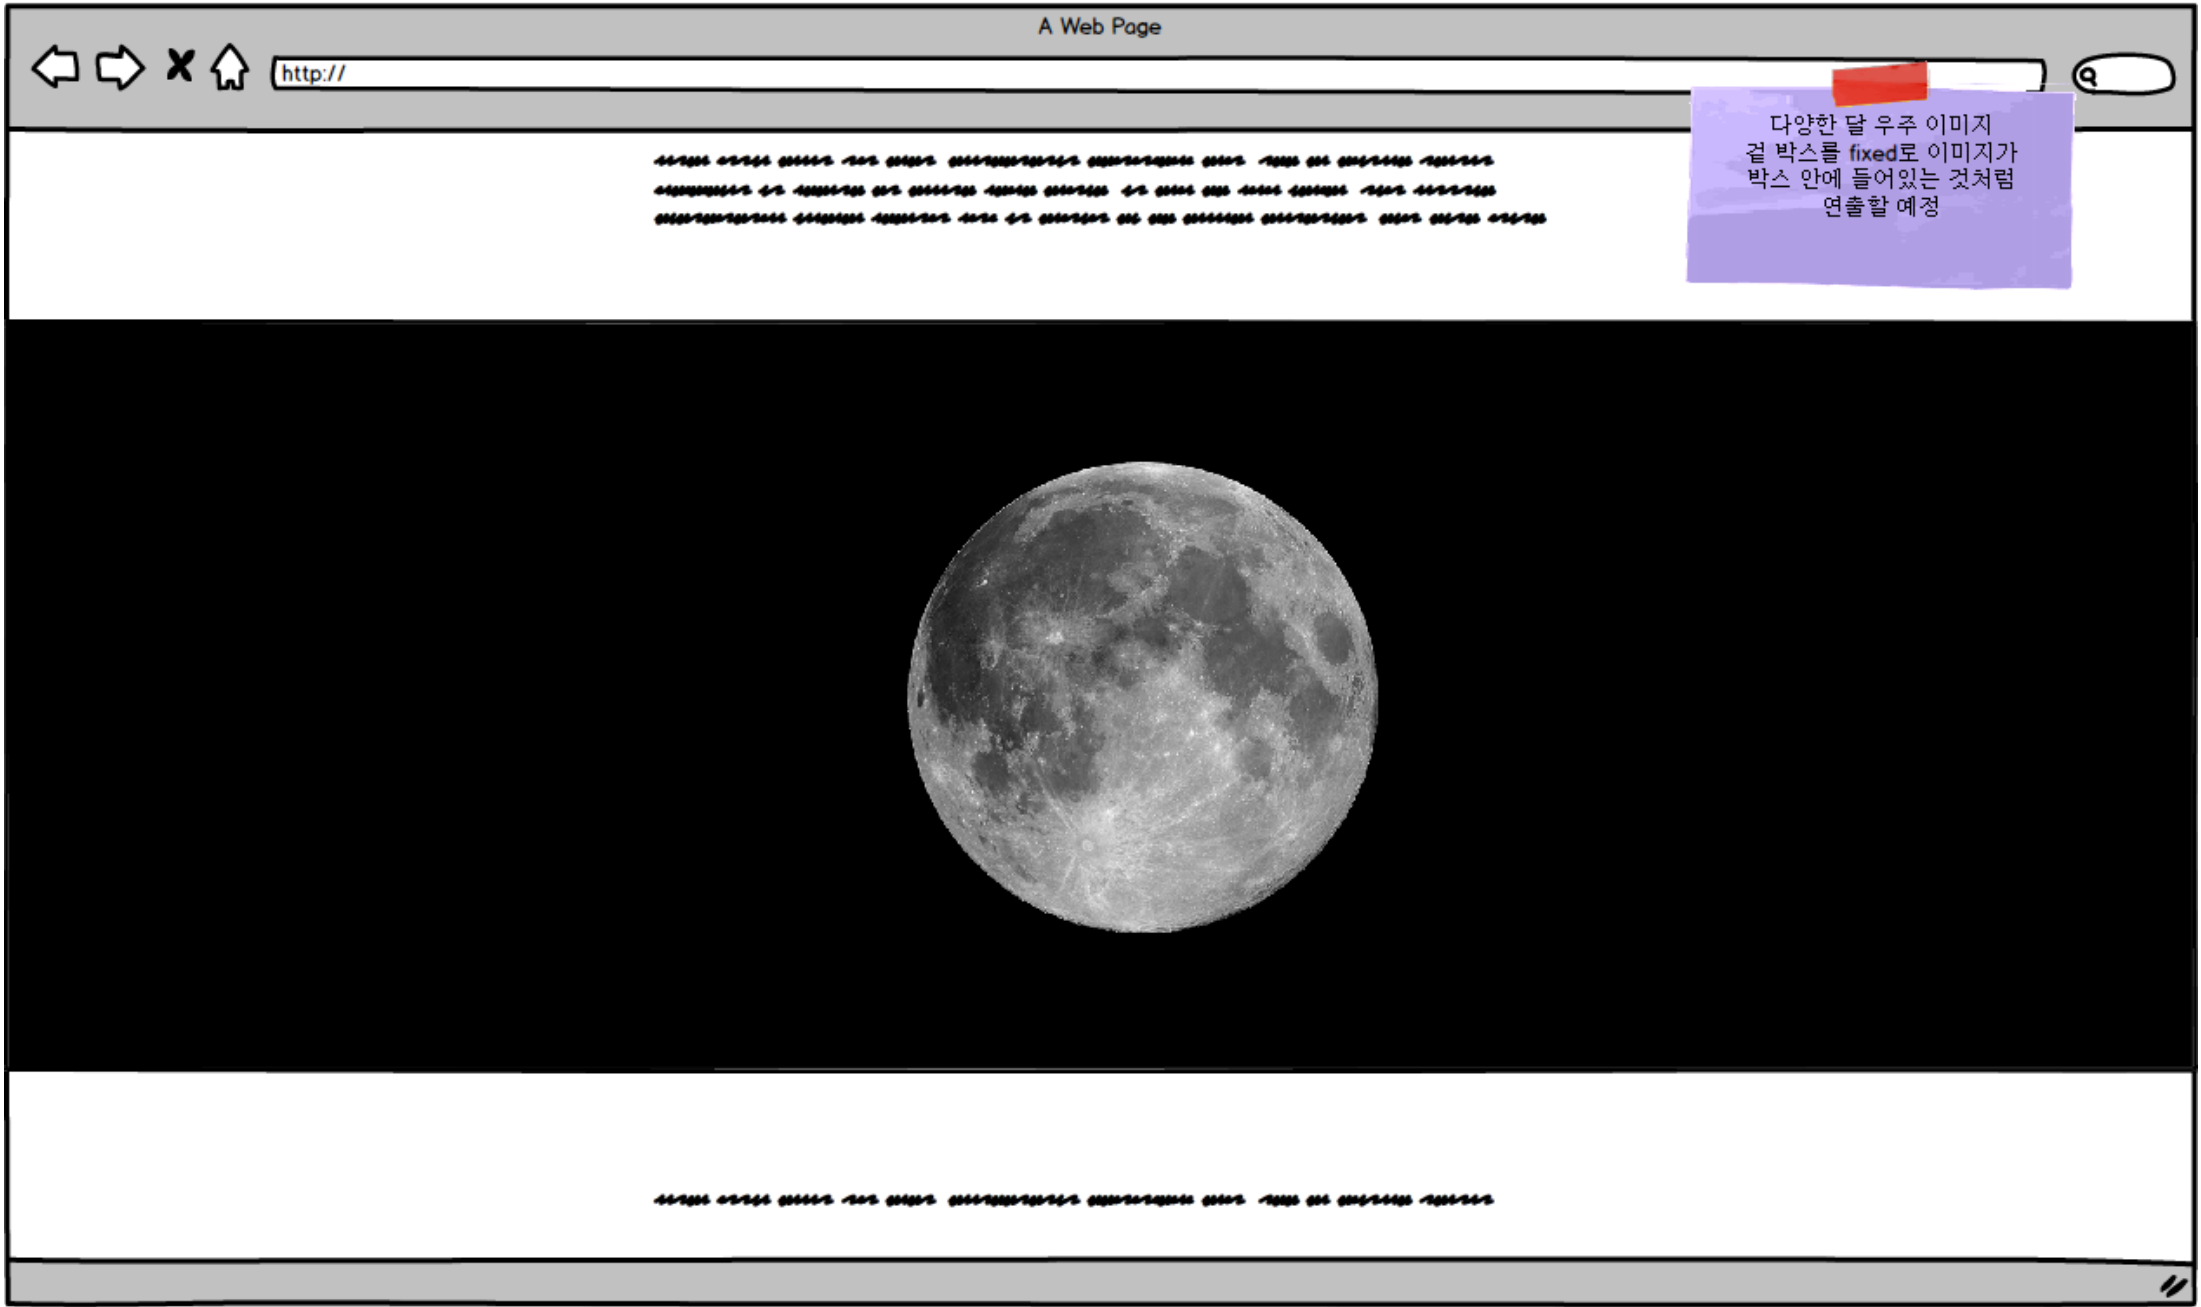 A Web Page
http://
다양한 달 우주 이미지
겉 박스를 fixed로 이미지가
박스 안에 들어있는 것처럼
연출할 예정